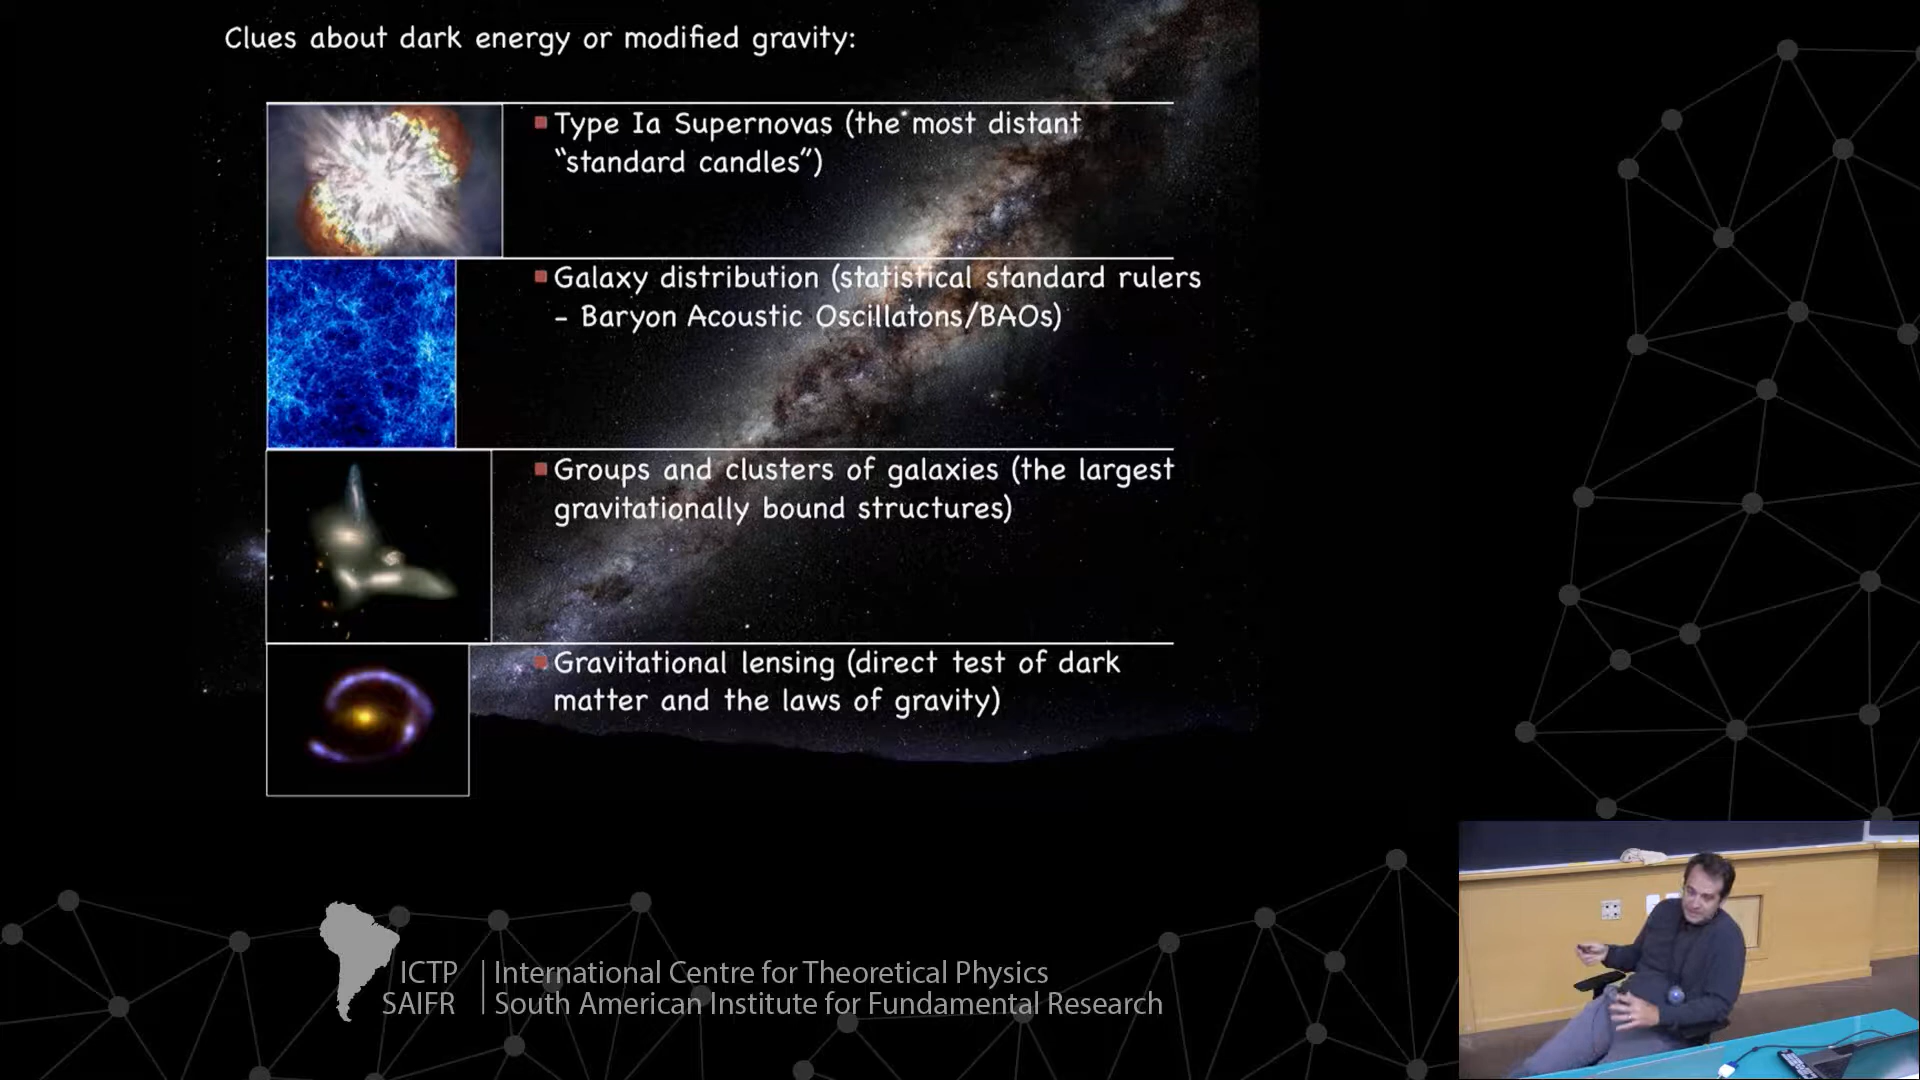 Clues about dark energy or modified gravity:
Type Ia Supernovas (the most distant
“standard candles”)
Galaxy distribution (statistical standard rulers
- Baryon Acoustic Oscillatons/BAOs)
Groups and clusters of galaxies (the largest
gravitationally bound structures)
Gravitational lensing (direct test of dark
matter and the laws of gravity)
ICTP | International Centre for Theoretical Physics
SAIFR | South American Institute for Fundamental Research